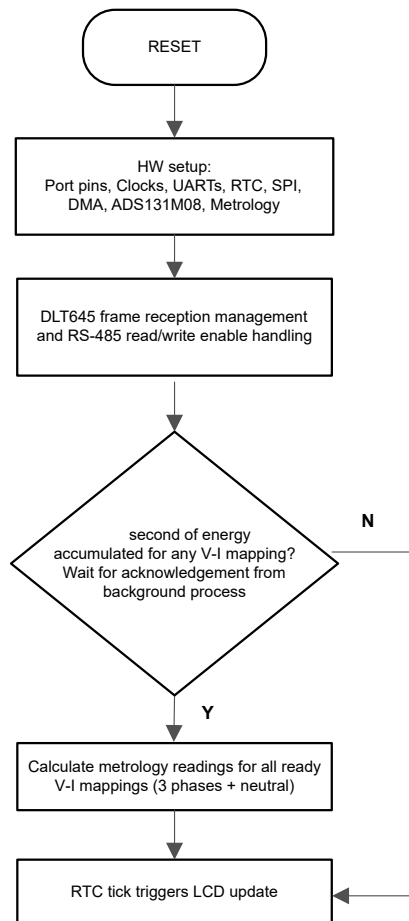 RESET
HW setup:
Port pins, Clocks, UARTs, RTC, SPI,
DMA, ADS131M08, Metrology
DLT645 frame reception management
and RS-485 read/write enable handling
second of energy
accumulated for any V-I mapping?
Wait for acknowledgement from
background process
N
Y
Calculate metrology readings for all ready
V-I mappings (3 phases + neutral)
RTC tick triggers LCD update